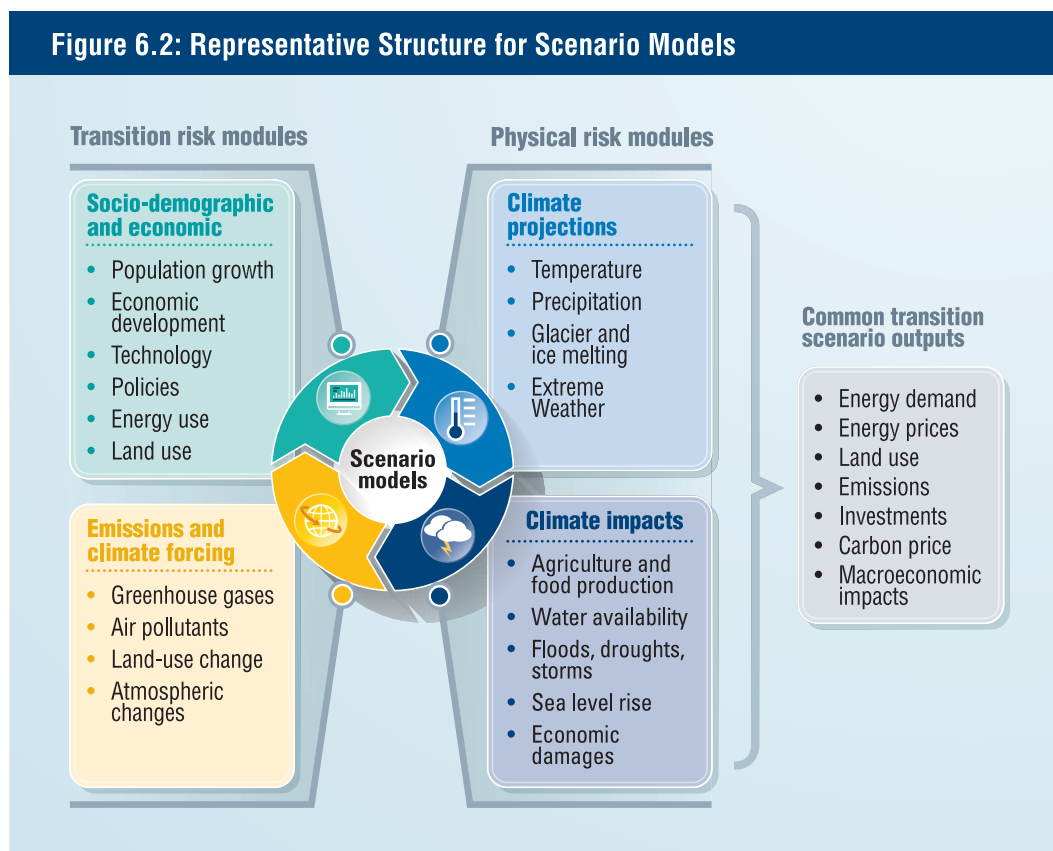 Figure 6.2: Representative Structure for Scenario Models
Transition risk modules
Socio-demographic
and economic
• Population growth
• Economic
development
• Technology
• Policies
• Energy use
• Land use
Emissions and
climate forcing
• Greenhouse gases
• Air pollutants
• Land-use change
• Atmospheric
changes
Scenario
models
Physical risk modules
Climate
projections
• Temperature
• Precipitation
• Glacier and
ice melting
• Extreme
Weather
Climate impacts
• Agriculture and
food production
• Water availability
• Floods, droughts,
storms
• Sea level rise
• Economic
damages
Common transition
scenario outputs
• Energy demand
• Energy prices
• Land use
• Emissions
• Investments
• Carbon price
• Macroeconomic
impacts